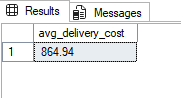 Results Messages
avg_delivery_cost
1 864.94